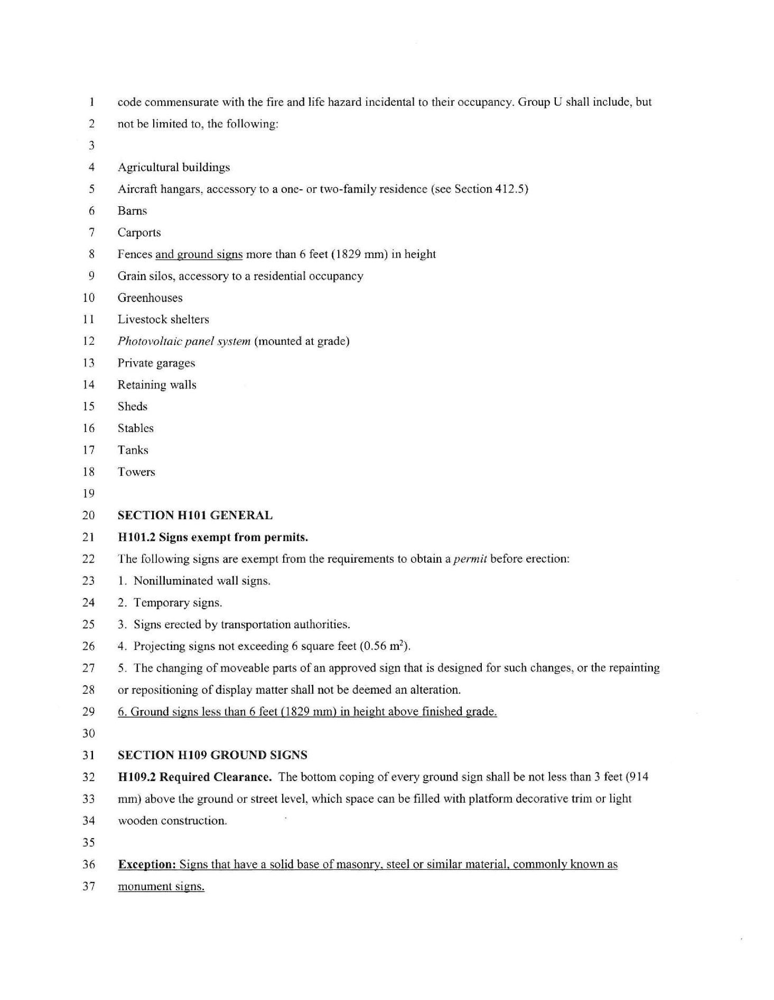 1 code commensurate with the fire and life hazard incidental to their occupancy. Group U shall include, but
2 not be limited to, the following:
3
4 Agricultural buildings
5 Aircraft hangars, accessory to a one- or two-family residence (see Section 412.5)
6 Barns
7 Carports
8 Fences and ground signs more than 6 feet (1829 mm) in height
9 Grain silos, accessory to a residential occupancy
10 Greenhouses
11 Livestock shelters
12 Photovoltaic panel system (mounted at grade)
13 Private garages
14 Retaining walls
15 Sheds
16 Stables
17 Tanks
18 Towers
19
20 SECTION H101 GENERAL
21 H101.2 Signs exempt from permits.
22 The following signs are exempt from the requirements to obtain a permit before erection:
23 1. Nonilluminated wall signs.
24 2. Temporary signs.
25 3. Signs erected by transportation authorities.
26 4. Projecting signs not exceeding 6 square feet (0.56 m²).
27 5. The changing of moveable parts of an approved sign that is designed for such changes, or the repainting
28 or repositioning of display matter shall not be deemed an alteration.
29 6. Ground signs less than 6 feet (1829 mm) in height above finished grade.
30
31 SECTION H109 GROUND SIGNS
32 H109.2 Required Clearance. The bottom coping of every ground sign shall be not less than 3 feet (914
33 mm) above the ground or street level, which space can be filled with platform decorative trim or light
34 wooden construction.
35
36 Exception: Signs that have a solid base of masonry, steel or similar material, commonly known as
37 monument signs.